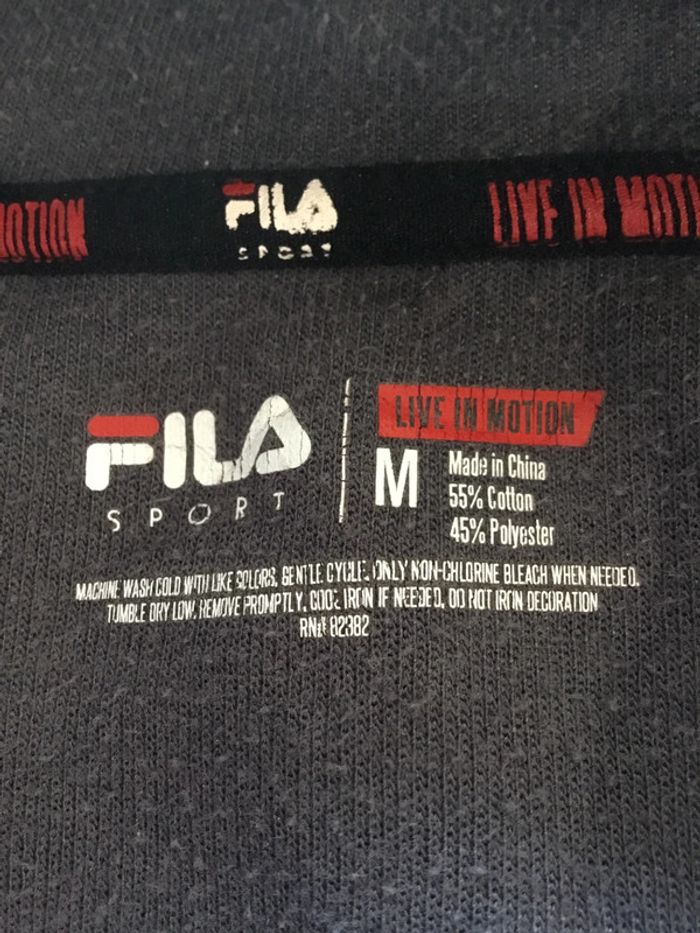 MOTION FILA LIVE IN MOTI
SPORT
FILA
SPORT
LIVE IN MOTION
M
Made in China
55% Cotton
45% Polyester
MACHINE WASH COLD WITH LIKE COLORS, GENTLE CYCLE. ONLY NON-CHLORINE BLEACH WHEN NEEDED.
TUMBLE DRY LOW. REMOVE PROMPTLY. COOL IRON IF NEEDED, DO NOT IRON DECORATION
RN# 82382